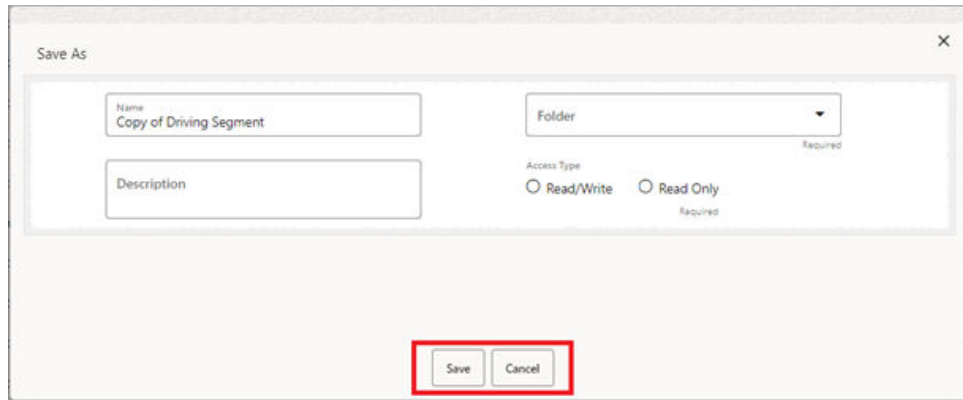 Save As
Name
Copy of Driving Segment
Folder
Required
Description
Access Type
Read/Write
Read Only
Required
Save
Cancel